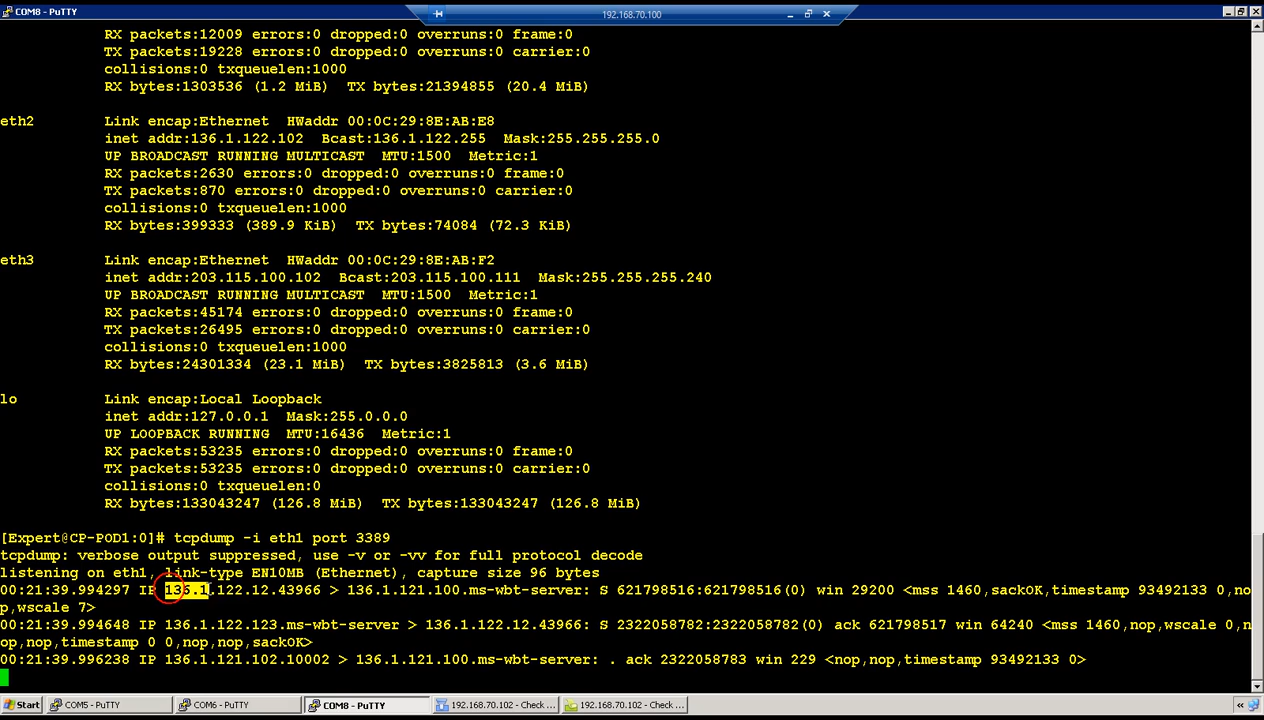 COM8 - PuTTY
192.168.70.100
RX packets:12009 errors:0 dropped:0 overruns:0 frame:0
TX packets:19228 errors:0 dropped:0 overruns:0 carrier:0
collisions:0 txqueuelen:1000
RX bytes:1303536 (1.2 MiB)  TX bytes:21394855 (20.4 MiB)
eth2 Link encap:Ethernet  HWaddr 00:0C:29:8E:AB:E8
inet addr:136.1.122.102  Bcast:136.1.122.255  Mask:255.255.255.0
UP BROADCAST RUNNING MULTICAST  MTU:1500  Metric:1
RX packets:2630 errors:0 dropped:0 overruns:0 frame:0
TX packets:870 errors:0 dropped:0 overruns:0 carrier:0
collisions:0 txqueuelen:1000
RX bytes:399333 (389.9 KiB)  TX bytes:74084 (72.3 KiB)
eth3 Link encap:Ethernet  HWaddr 00:0C:29:8E:AB:F2
inet addr:203.115.100.102  Bcast:203.115.100.111  Mask:255.255.255.240
UP BROADCAST RUNNING MULTICAST  MTU:1500  Metric:1
RX packets:45174 errors:0 dropped:0 overruns:0 frame:0
TX packets:26495 errors:0 dropped:0 overruns:0 carrier:0
collisions:0 txqueuelen:1000
RX bytes:24301334 (23.1 MiB)  TX bytes:3825813 (3.6 MiB)
lo Link encap:Local Loopback
inet addr:127.0.0.1  Mask:255.0.0.0
UP LOOPBACK RUNNING  MTU:16436  Metric:1
RX packets:53235 errors:0 dropped:0 overruns:0 frame:0
TX packets:53235 errors:0 dropped:0 overruns:0 carrier:0
collisions:0 txqueuelen:0
RX bytes:133043247 (126.8 MiB)  TX bytes:133043247 (126.8 MiB)
[Expert@CP-POD1:0]# tcpdump -i eth1 port 3389
tcpdump: verbose output suppressed, use -v or -vv for full protocol decode
listening on eth1, link-type EN10MB (Ethernet), capture size 96 bytes
00:21:39.994297 IP 136.1.122.12.43966 > 136.1.121.100.ms-wbt-server: S 621798516:621798516(0) win 29200 <mss 1460,sackOK,timestamp 93492133 0,no
p,wscale 7>
00:21:39.994648 IP 136.1.122.123.ms-wbt-server > 136.1.122.12.43966: S 2322058782:2322058782(0) ack 621798517 win 64240 <mss 1460,nop,wscale 0,n
op,nop,timestamp 0 0,nop,nop,sackOK>
00:21:39.996238 IP 136.1.121.102.10002 > 136.1.121.100.ms-wbt-server: . ack 2322058783 win 229 <nop,nop,timestamp 93492133 0>
Start
COM5 - PuTTY
COM6 - PuTTY
COM8 - PuTTY
192.168.70.102 - Check ...
192.168.70.102 - Check ...